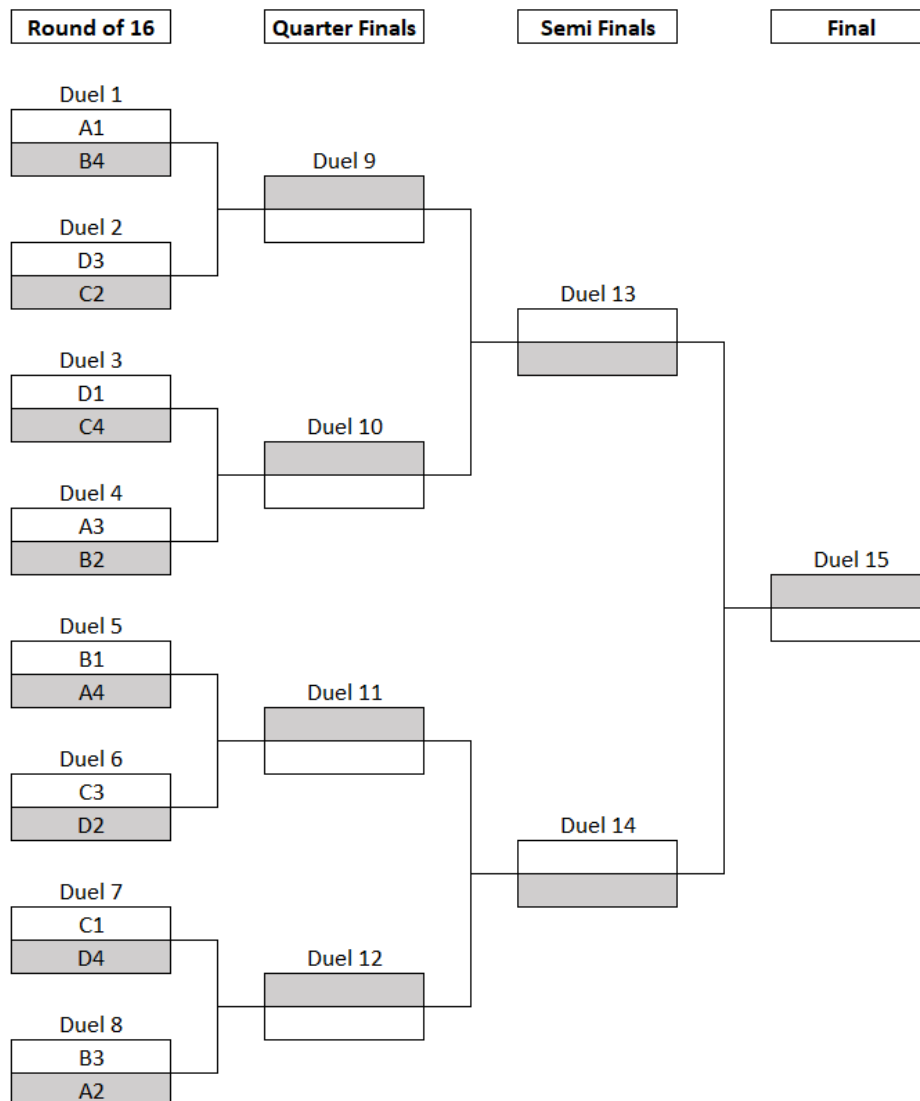 Round of 16
Quarter Finals
Semi Finals
Final
Duel 1
A1
B4
Duel 2
D3
C2
Duel 3
D1
C4
Duel 4
A3
B2
Duel 5
B1
A4
Duel 6
C3
D2
Duel 7
C1
D4
Duel 8
B3
A2
Duel 9
Duel 10
Duel 11
Duel 12
Duel 13
Duel 14
Duel 15